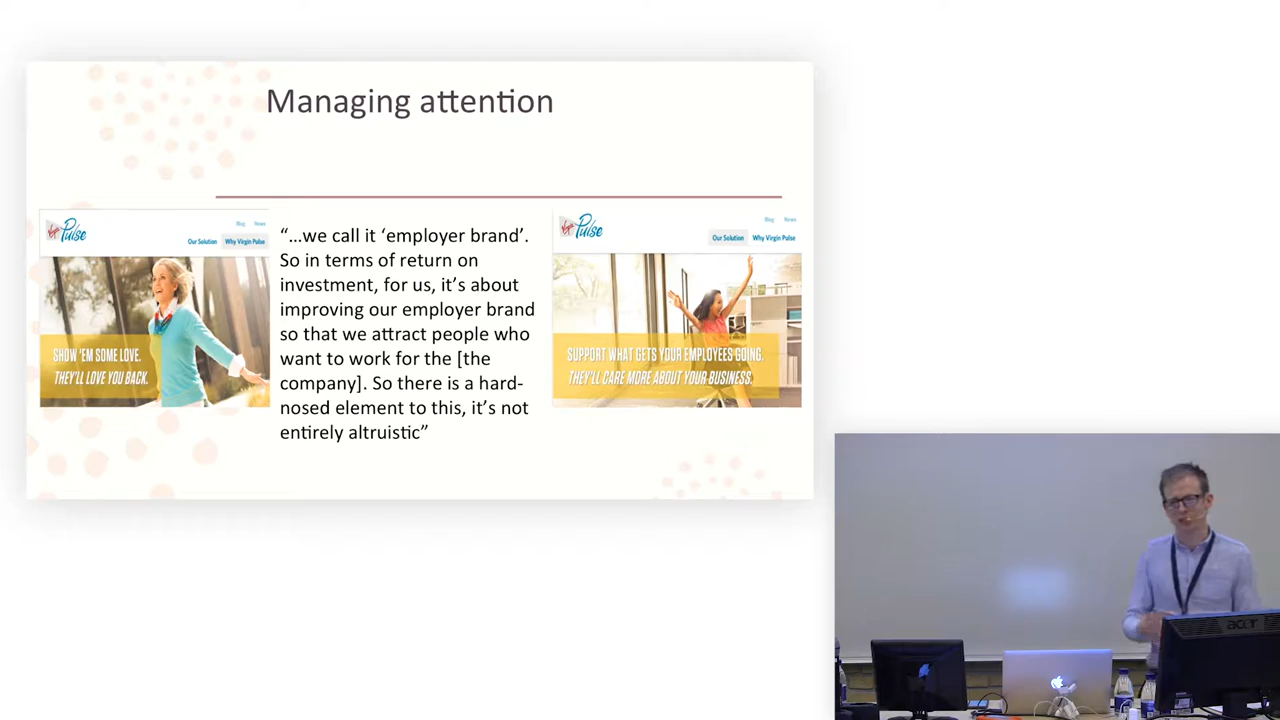 Managing attention
Virgin Pulse
Blog News
Our Solution Why Virgin Pulse
SHOW 'EM SOME LOVE.
THEY'LL LOVE YOU BACK.
“...we call it ‘employer brand’.
So in terms of return on
investment, for us, it’s about
improving our employer brand
so that we attract people who
want to work for the [the
company]. So there is a hard-
nosed element to this, it’s not
entirely altruistic”
Virgin Pulse
Blog News
Our Solution Why Virgin Pulse
SUPPORT WHAT GETS YOUR EMPLOYEES GOING.
THEY'LL CARE MORE ABOUT YOUR BUSINESS.
acer